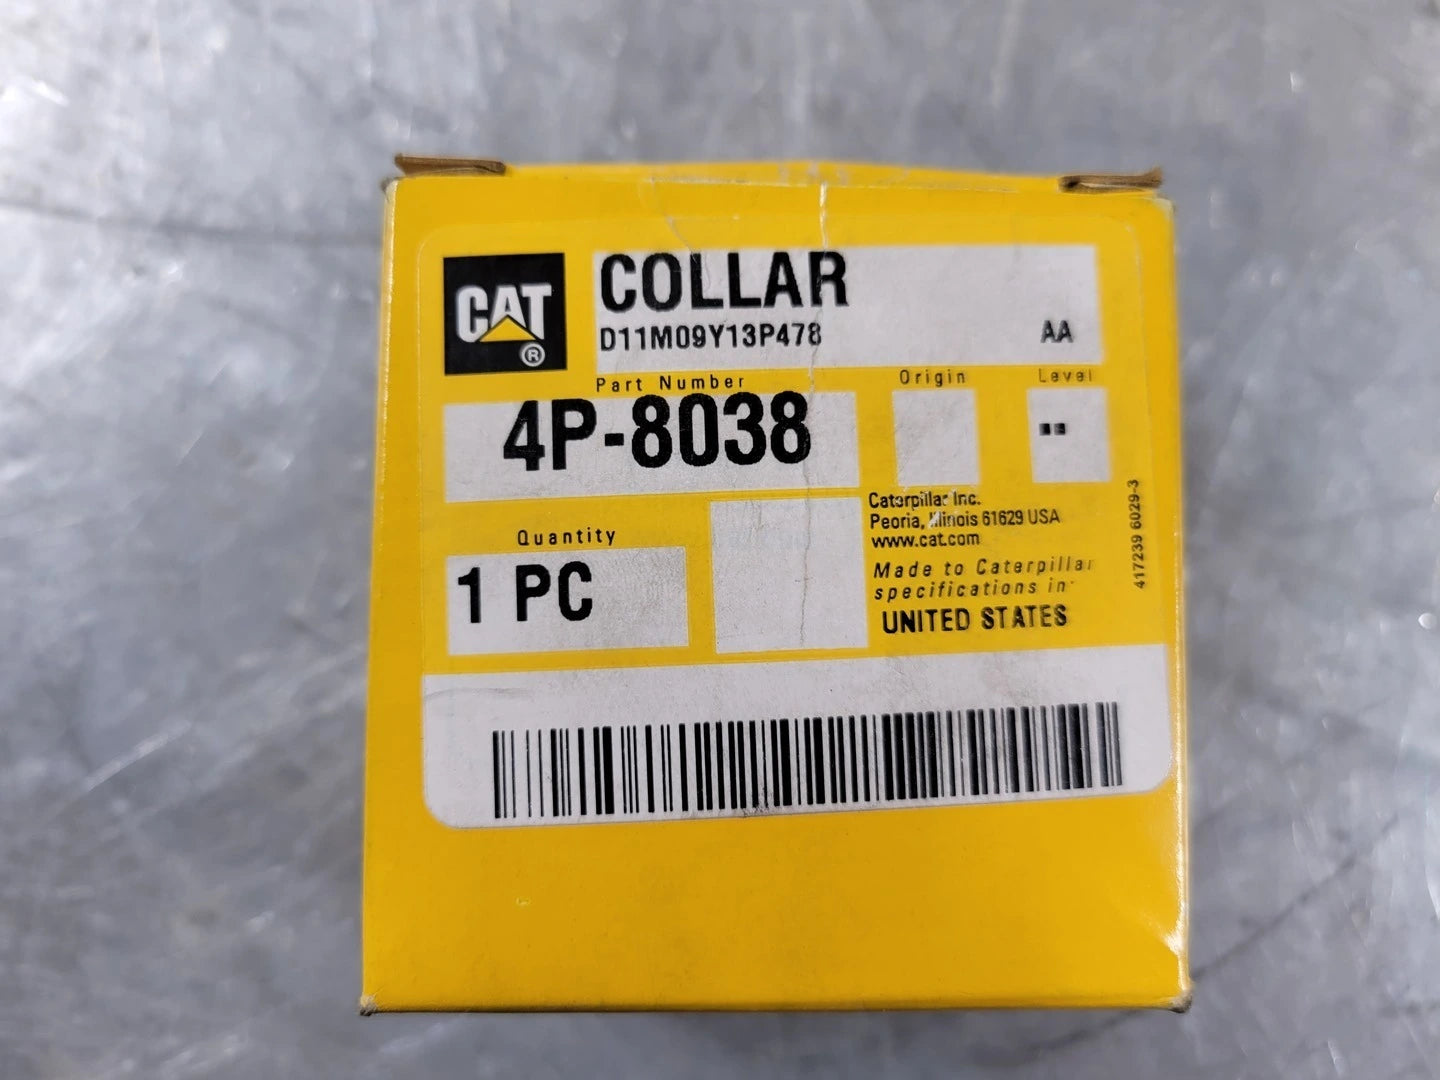 CAT
®
COLLAR
D11M09Y13P478 AA
Part Number Origin Level
4P-8038 --
Quantity
1 PC
Caterpillar Inc.
Peoria, Illinois 61629 USA
www.cat.com
Made to Caterpillar
specifications in
UNITED STATES
417239 6029-3